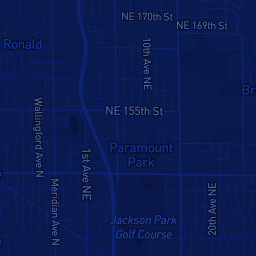 NE 170th St
NE 169th St
Ronald
10th Ave NE
Br
Wallingford Ave N
NE 155th St
1st Ave NE
Paramount
Park
Meridian Ave N
20th Ave NE
Jackson Park
Golf Course